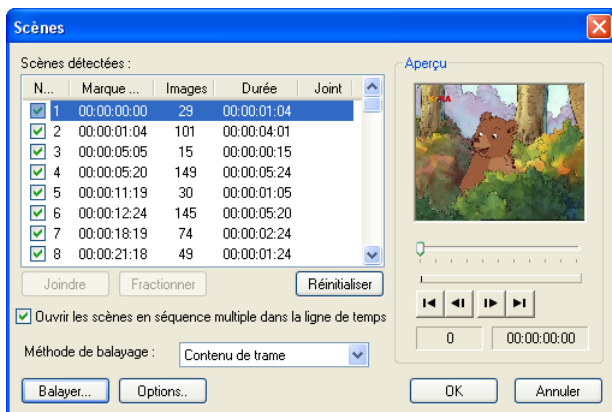 Scènes
Scènes détectées :
N... Marque ... Images Durée Joint
1 00:00:00:00 29 00:00:01:04
2 00:00:01:04 101 00:00:04:01
3 00:00:05:05 15 00:00:00:15
4 00:00:05:20 149 00:00:05:24
5 00:00:11:19 30 00:00:01:05
6 00:00:12:24 145 00:00:05:20
7 00:00:18:19 74 00:00:02:24
8 00:00:21:18 49 00:00:01:24
Joindre Fractionner Réinitialiser
Ouvrir les scènes en séquence multiple dans la ligne de temps
Méthode de balayage : Contenu de trame
Balayer... Options..
Aperçu
0 00:00:00:00
OK Annuler